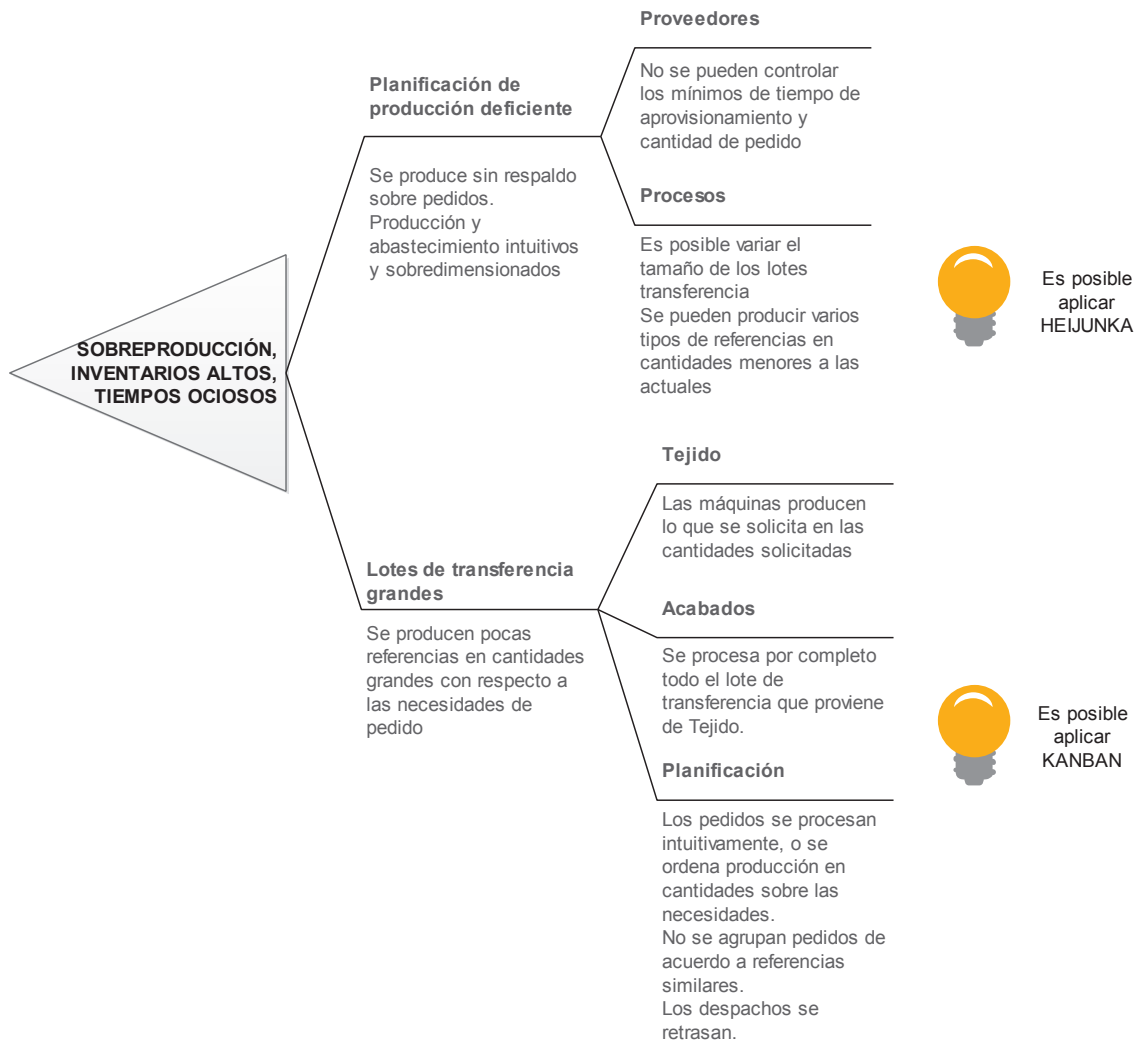 SOBREPRODUCCIÓN,
INVENTARIOS ALTOS,
TIEMPOS OCIOSOS
Planificación de
producción deficiente
Se produce sin respaldo
sobre pedidos.
Producción y
abastecimiento intuitivos
y sobredimensionados
Proveedores
No se pueden controlar
los mínimos de tiempo de
aprovisionamiento y
cantidad de pedido
Procesos
Es posible variar el
tamaño de los lotes
transferencia
Se pueden producir varios
tipos de referencias en
cantidades menores a las
actuales
Es posible
aplicar
HEIJUNKA
Lotes de transferencia
grandes
Se producen pocas
referencias en cantidades
grandes con respecto a
las necesidades de
pedido
Tejido
Las máquinas producen
lo que se solicita en las
cantidades solicitadas
Acabados
Se procesa por completo
todo el lote de
transferencia que proviene
de Tejido.
Planificación
Los pedidos se procesan
intuitivamente, o se
ordena producción en
cantidades sobre las
necesidades.
No se agrupan pedidos de
acuerdo a referencias
similares.
Los despachos se
retrasan.
Es posible
aplicar
KANBAN